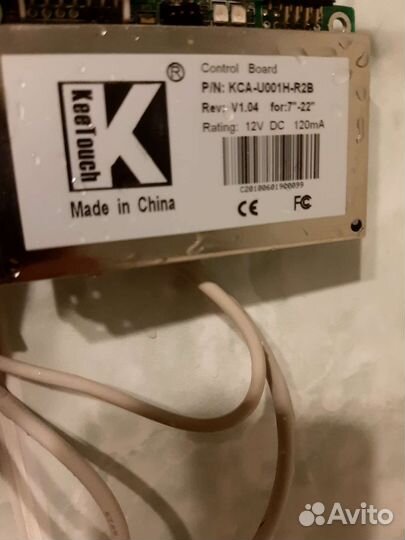 KeeTouch
K
®
Control Board
P/N: KCA-U001H-R2B
Rev: V1.04 for:7"-22"
Rating: 12V DC 120mA
C20100601900099
Made in China
CE FC
Avito